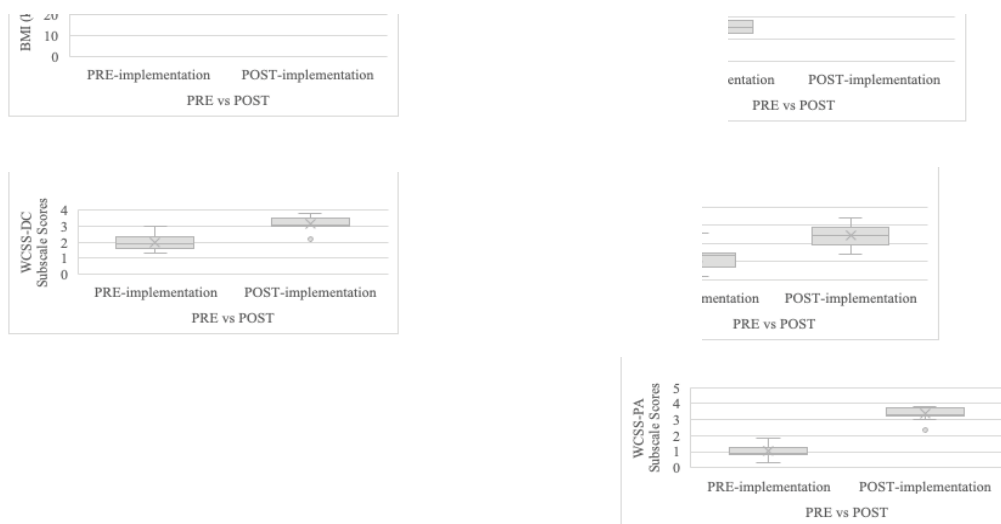 20
10
0
PRE-implementation POST-implementation
PRE vs POST
POST-implementation
PRE vs POST
WCSS-DC
Subscale Scores
4
3
2
1
0
PRE-implementation POST-implementation
PRE vs POST
POST-implementation
PRE vs POST
WCSS-PA
Subscale Scores
5
4
3
2
1
0
PRE-implementation POST-implementation
PRE vs POST